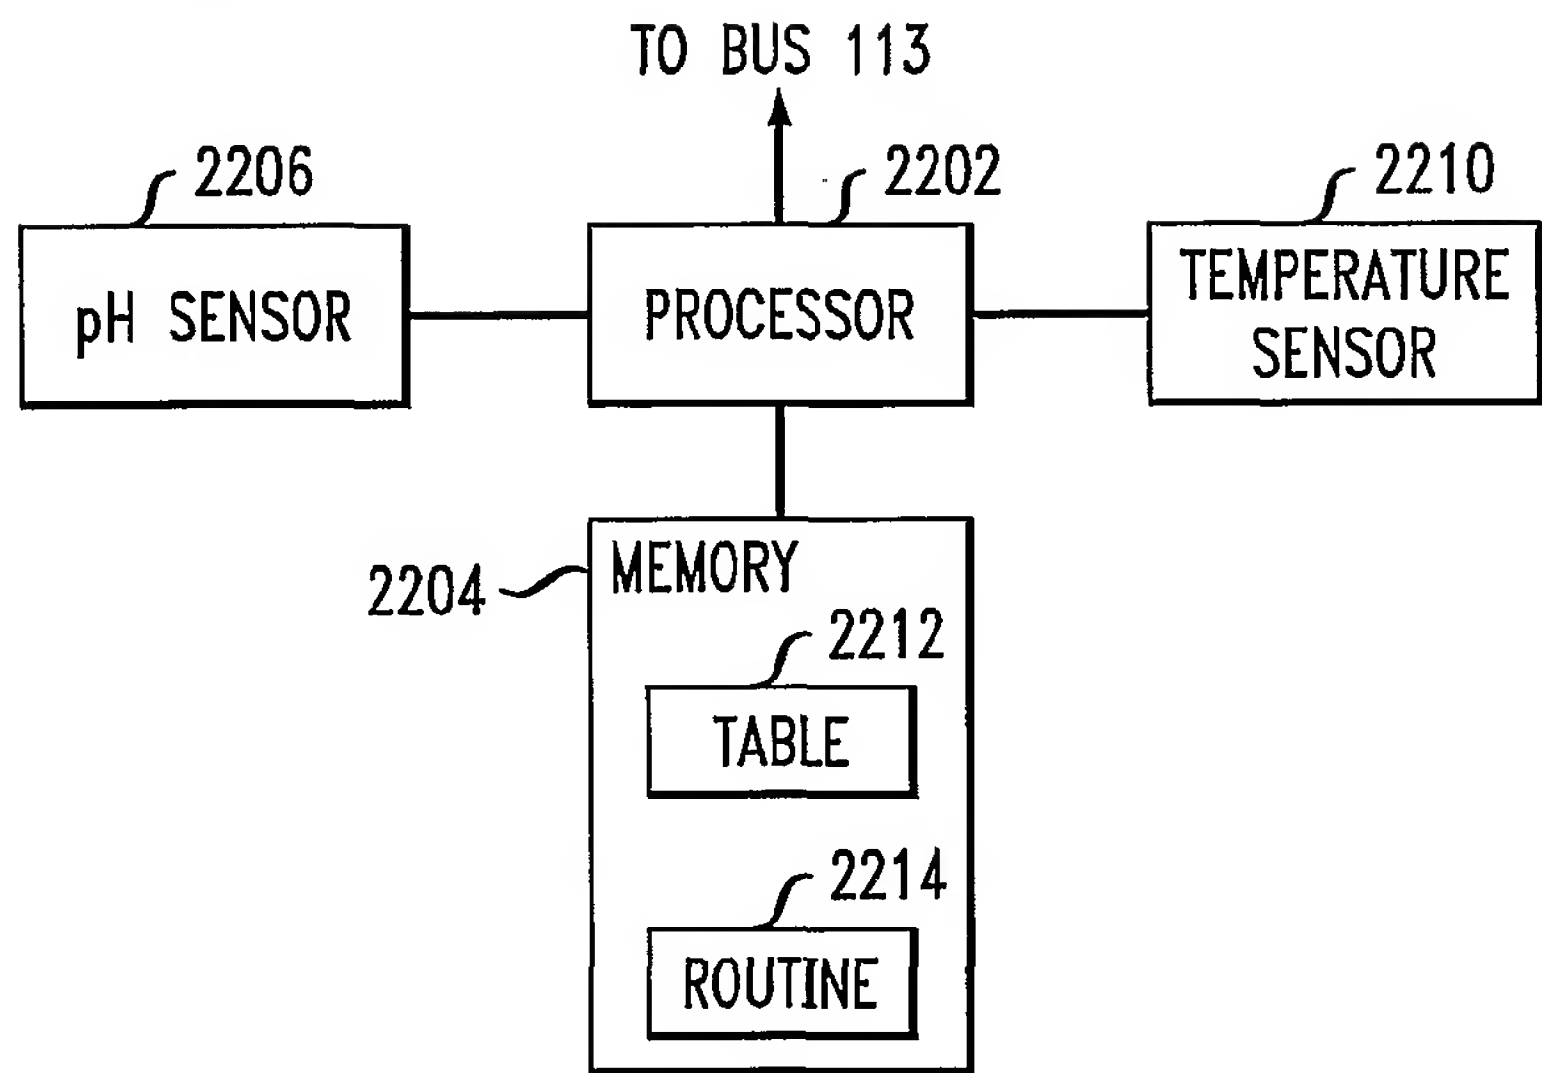 TO BUS 113
2206
2202
2210
pH SENSOR
PROCESSOR
TEMPERATURE
SENSOR
2204
MEMORY
2212
TABLE
2214
ROUTINE